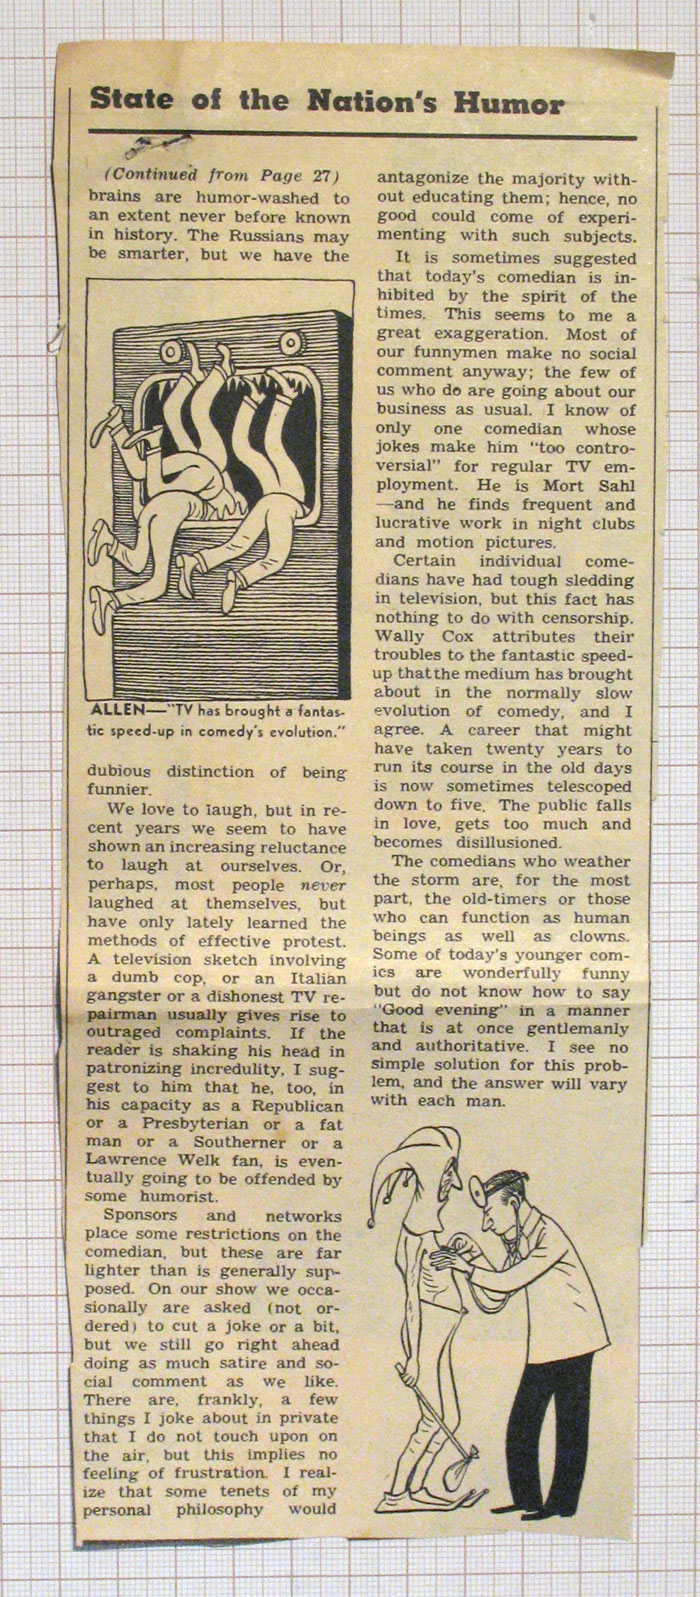 State of the Nation's Humor
(Continued from Page 27)
brains are humor-washed to
an extent never before known
in history. The Russians may
be smarter, but we have the
ALLEN—"TV has brought a fantas-
tic speed-up in comedy's evolution."
dubious distinction of being
funnier.
We love to laugh, but in re-
cent years we seem to have
shown an increasing reluctance
to laugh at ourselves. Or,
perhaps, most people never
laughed at themselves, but
have only lately learned the
methods of effective protest.
A television sketch involving
a dumb cop, or an Italian
gangster or a dishonest TV re-
pairman usually gives rise to
outraged complaints. If the
reader is shaking his head in
patronizing incredulity, I sug-
gest to him that he, too, in
his capacity as a Republican
or a Presbyterian or a fat
man or a Southerner or a
Lawrence Welk fan, is even-
tually going to be offended by
some humorist.
Sponsors and networks
place some restrictions on the
comedian, but these are far
lighter than is generally sup-
posed. On our show we occa-
sionally are asked (not or-
dered) to cut a joke or a bit,
but we still go right ahead
doing as much satire and so-
cial comment as we like.
There are, frankly, a few
things I joke about in private
that I do not touch upon on
the air, but this implies no
feeling of frustration. I real-
ize that some tenets of my
personal philosophy would
antagonize the majority with-
out educating them; hence, no
good could come of experi-
menting with such subjects.
It is sometimes suggested
that today's comedian is in-
hibited by the spirit of the
times. This seems to me a
great exaggeration. Most of
our funnymen make no social
comment anyway; the few of
us who do are going about our
business as usual. I know of
only one comedian whose
jokes make him "too contro-
versial" for regular TV em-
ployment. He is Mort Sahl
—and he finds frequent and
lucrative work in night clubs
and motion pictures.
Certain individual come-
dians have had tough sledding
in television, but this fact has
nothing to do with censorship.
Wally Cox attributes their
troubles to the fantastic speed-
up that the medium has brought
about in the normally slow
evolution of comedy, and I
agree. A career that might
have taken twenty years to
run its course in the old days
is now sometimes telescoped
down to five. The public falls
in love, gets too much and
becomes disillusioned.
The comedians who weather
the storm are, for the most
part, the old-timers or those
who can function as human
beings as well as clowns.
Some of today's younger com-
ics are wonderfully funny
but do not know how to say
"Good evening" in a manner
that is at once gentlemanly
and authoritative. I see no
simple solution for this prob-
lem, and the answer will vary
with each man.